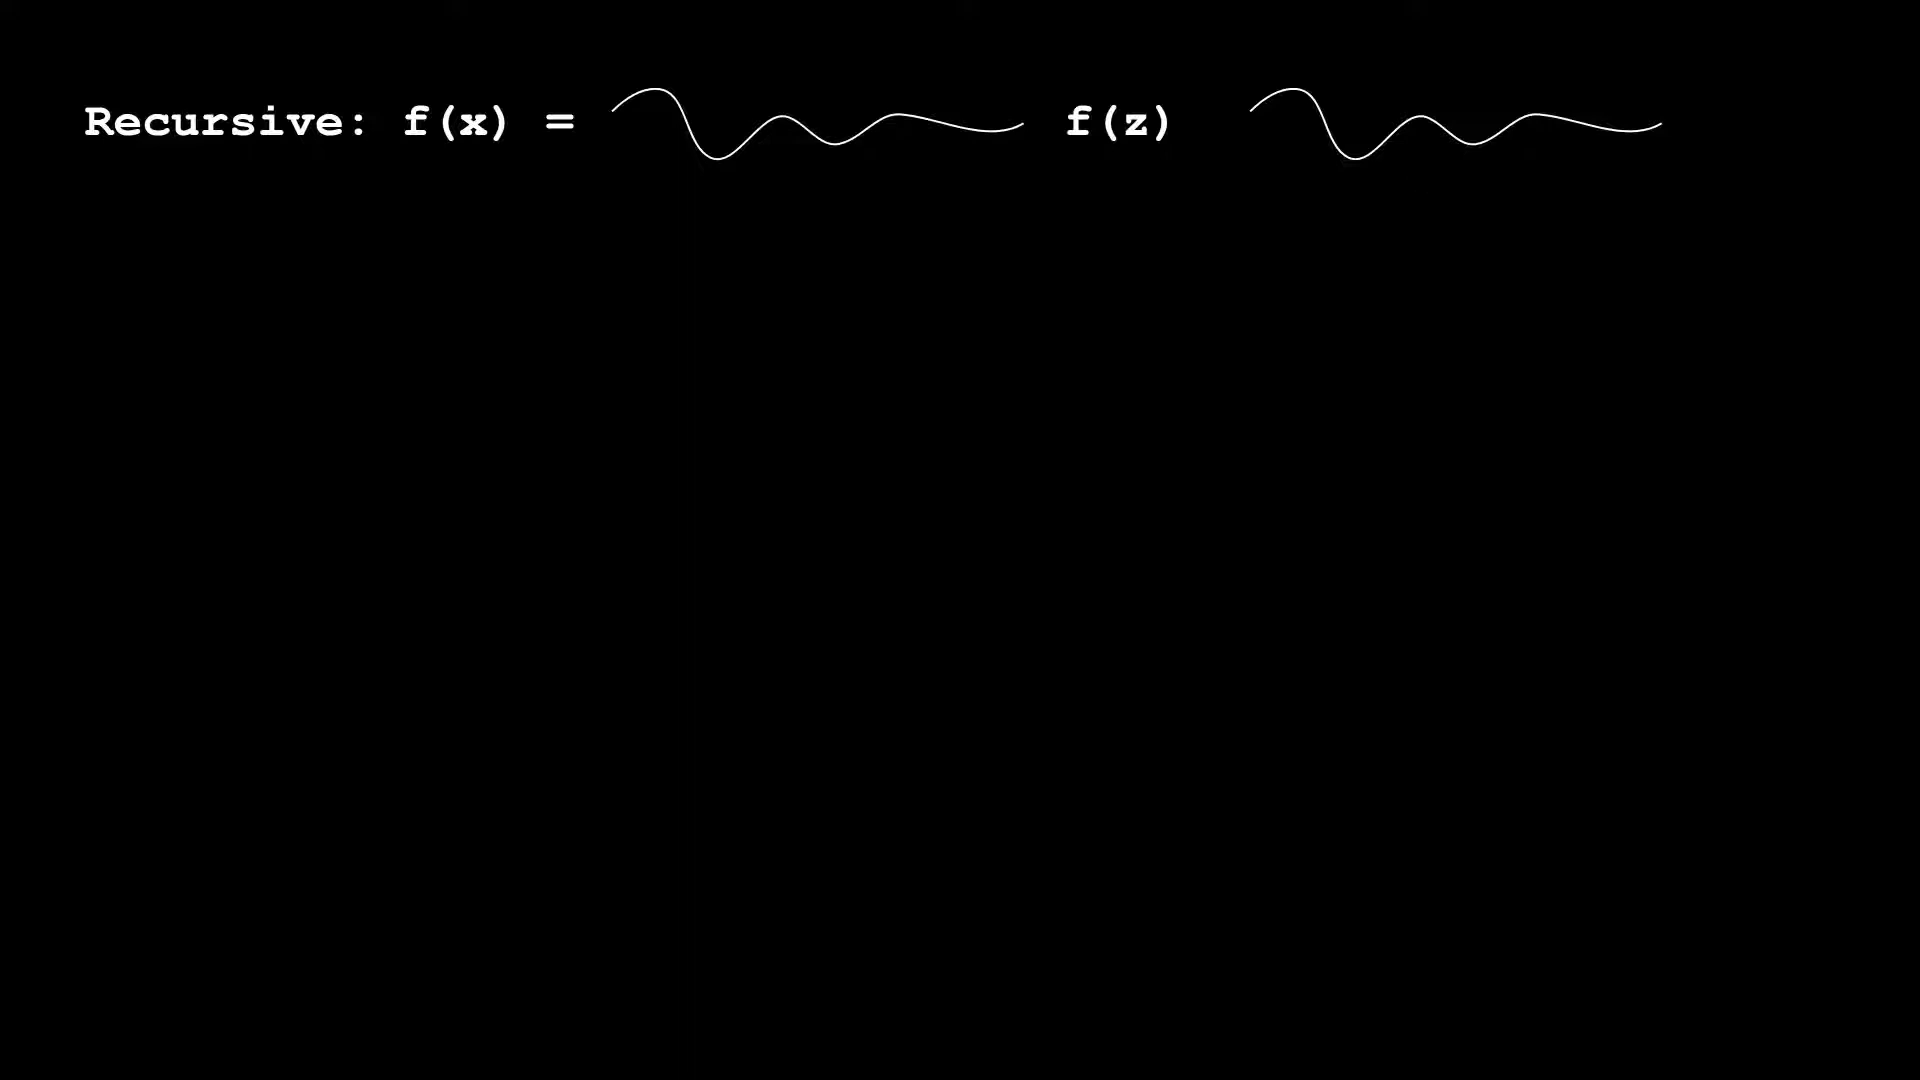 Recursive: f(x) = f(z)